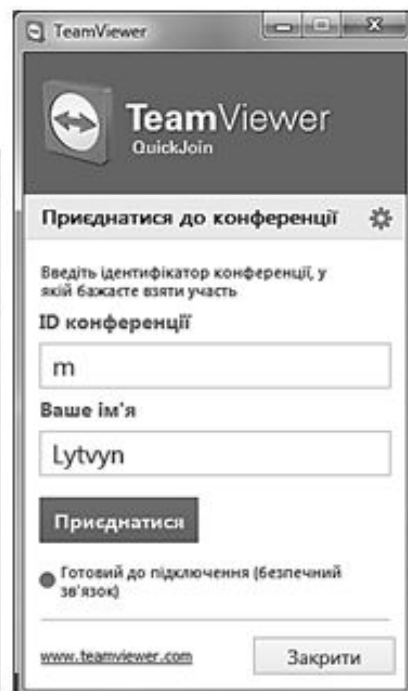 TeamViewer
TeamViewer
QuickJoin
Приєднатися до конференції
Введіть ідентифікатор конференції, у
якій бажаєте взяти участь
ID конференції
m
Ваше ім'я
Lytvyn
Приєднатися
Готовий до підключення (безпечний
зв'язок)
www.teamviewer.com
Закрити